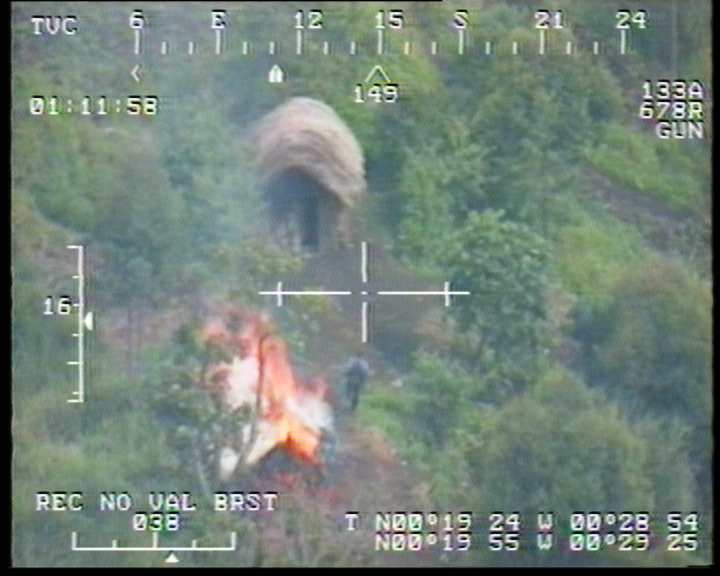 TVC 6 E 12 15 S 21 24
149
01:11:58
133A
678R
GUN
16
REC NO VAL BRST
038
T N00°19 24 W 00°28 54
N00°19 55 W 00°29 25